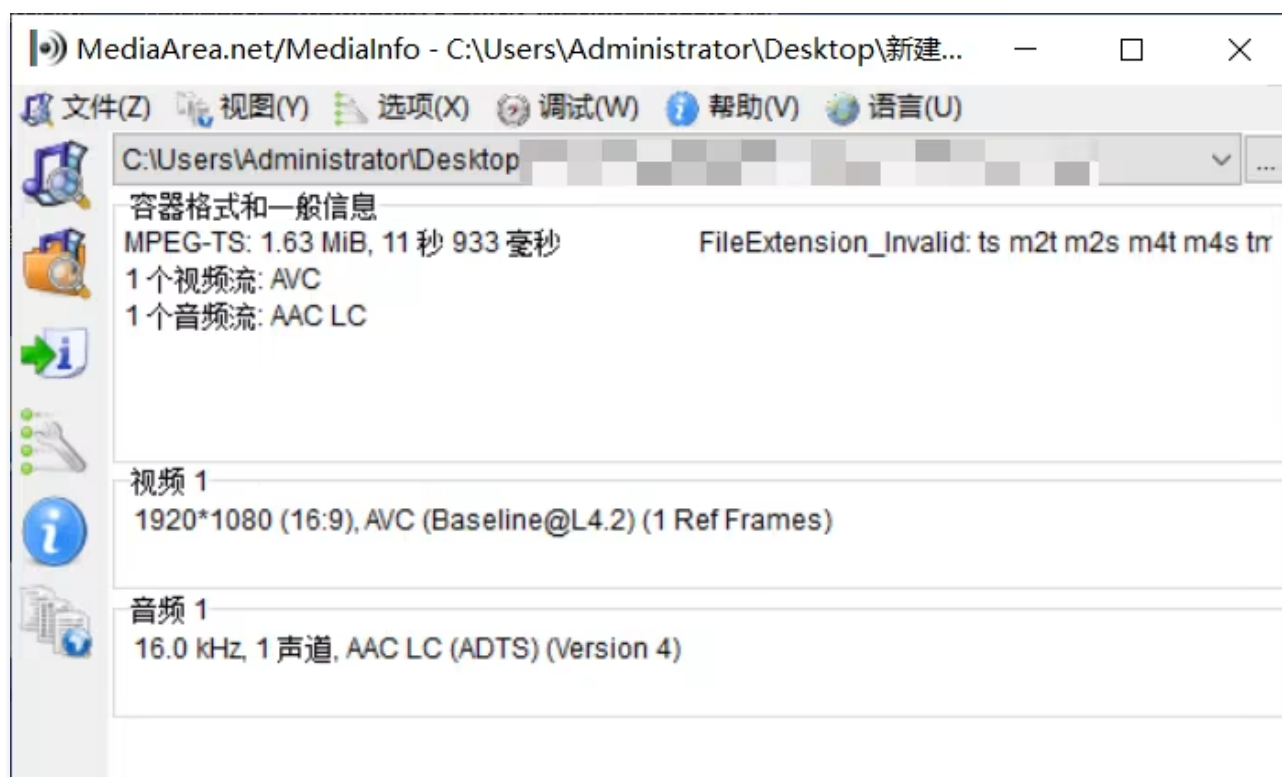 MediaArea.net/MediaInfo - C:\Users\Administrator\Desktop\新建...
文件(Z) 视图(Y) 选项(X) 调试(W) 帮助(V) 语言(U)
C:\Users\Administrator\Desktop
...
容器格式和一般信息
MPEG-TS: 1.63 MiB, 11 秒 933 毫秒 FileExtension_Invalid: ts m2t m2s m4t m4s tm
1 个视频流: AVC
1 个音频流: AAC LC
视频 1
1920*1080 (16:9), AVC (Baseline@L4.2) (1 Ref Frames)
音频 1
16.0 kHz, 1 声道, AAC LC (ADTS) (Version 4)